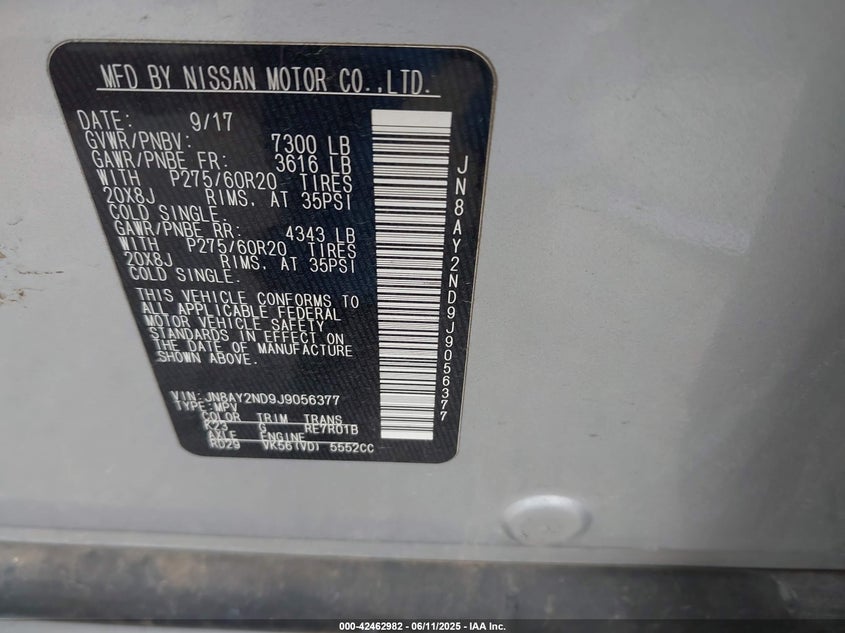 MFD BY NISSAN MOTOR CO.,LTD.
DATE: 9/17
GVWR/PNBV: 7300 LB
GAWR/PNBE FR: 3616 LB
WITH P275/60R20 TIRES
20X8J RIMS. AT 35PSI
COLD SINGLE.
GAWR/PNBE RR: 4343 LB
WITH P275/60R20 TIRES
20X8J RIMS. AT 35PSI
COLD SINGLE.
THIS VEHICLE CONFORMS TO
ALL APPLICABLE FEDERAL
MOTOR VEHICLE SAFETY
STANDARDS IN EFFECT ON
THE DATE OF MANUFACTURE
SHOWN ABOVE.
VIN: JN8AY2ND9J9056377
TYPE: MPV
COLOR TRIM TRANS
K23 G RE7R01B
AXLE ENGINE
RD29 VK56(VD) 5552CC
JN8AY2ND9J9056377
000-42462982 - 06/11/2025 - IAA Inc.